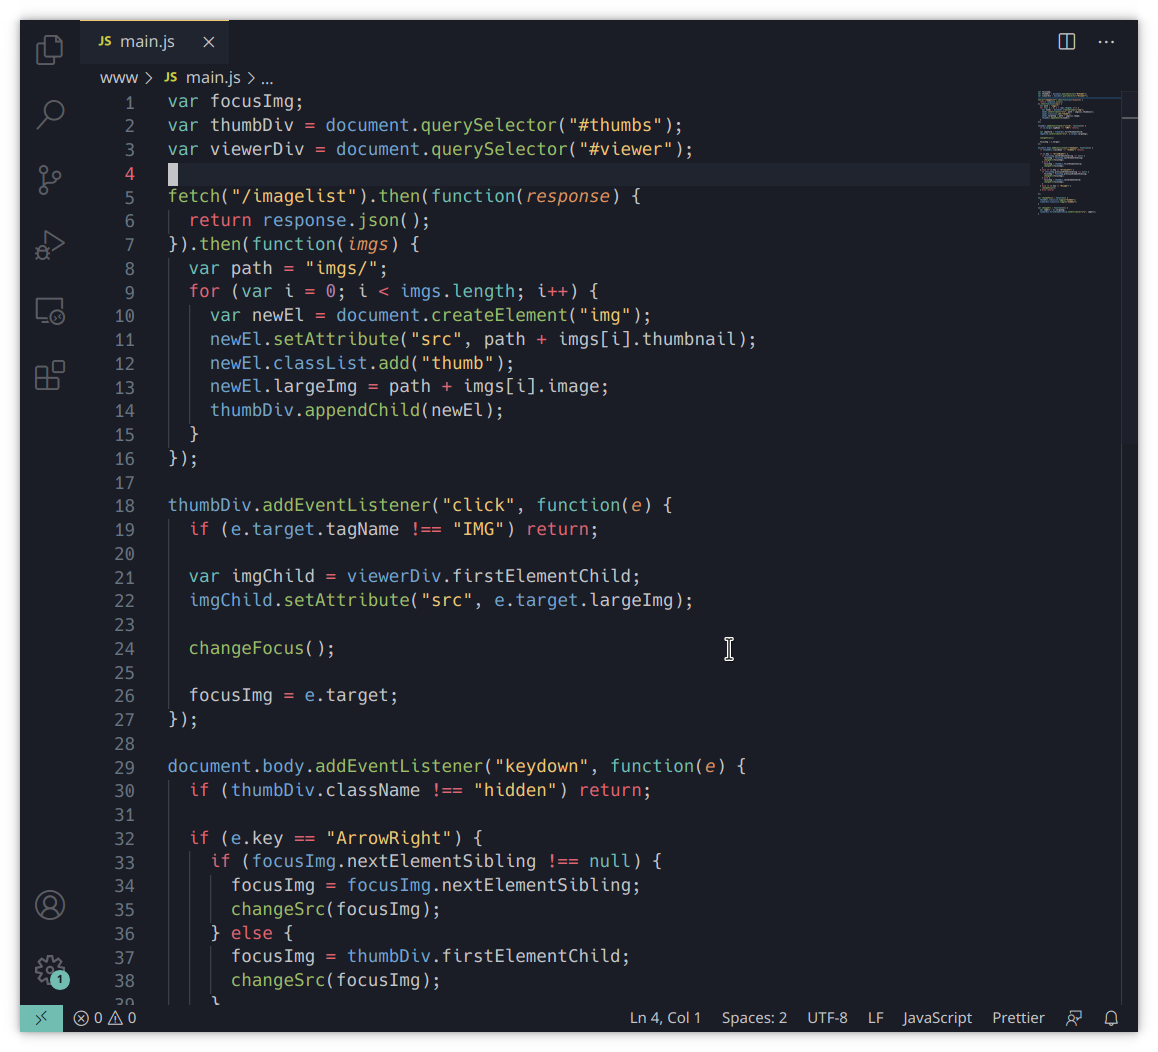 JS main.js
www > JS main.js > ...
1 var focusImg;
2 var thumbDiv = document.querySelector("#thumbs");
3 var viewerDiv = document.querySelector("#viewer");
4
5 fetch("/imagelist").then(function(response) {
6   return response.json();
7 }).then(function(imgs) {
8   var path = "imgs/";
9   for (var i = 0; i < imgs.length; i++) {
10     var newEl = document.createElement("img");
11     newEl.setAttribute("src", path + imgs[i].thumbnail);
12     newEl.classList.add("thumb");
13     newEl.largeImg = path + imgs[i].image;
14     thumbDiv.appendChild(newEl);
15   }
16 });
17
18 thumbDiv.addEventListener("click", function(e) {
19   if (e.target.tagName !== "IMG") return;
20
21   var imgChild = viewerDiv.firstElementChild;
22   imgChild.setAttribute("src", e.target.largeImg);
23
24   changeFocus();
25
26   focusImg = e.target;
27 });
28
29 document.body.addEventListener("keydown", function(e) {
30   if (thumbDiv.className !== "hidden") return;
31
32   if (e.key == "ArrowRight") {
33     if (focusImg.nextElementSibling !== null) {
34       focusImg = focusImg.nextElementSibling;
35       changeSrc(focusImg);
36     } else {
37       focusImg = thumbDiv.firstElementChild;
38       changeSrc(focusImg);
39     }
1
0 0 Ln 4, Col 1 Spaces: 2 UTF-8 LF JavaScript Prettier